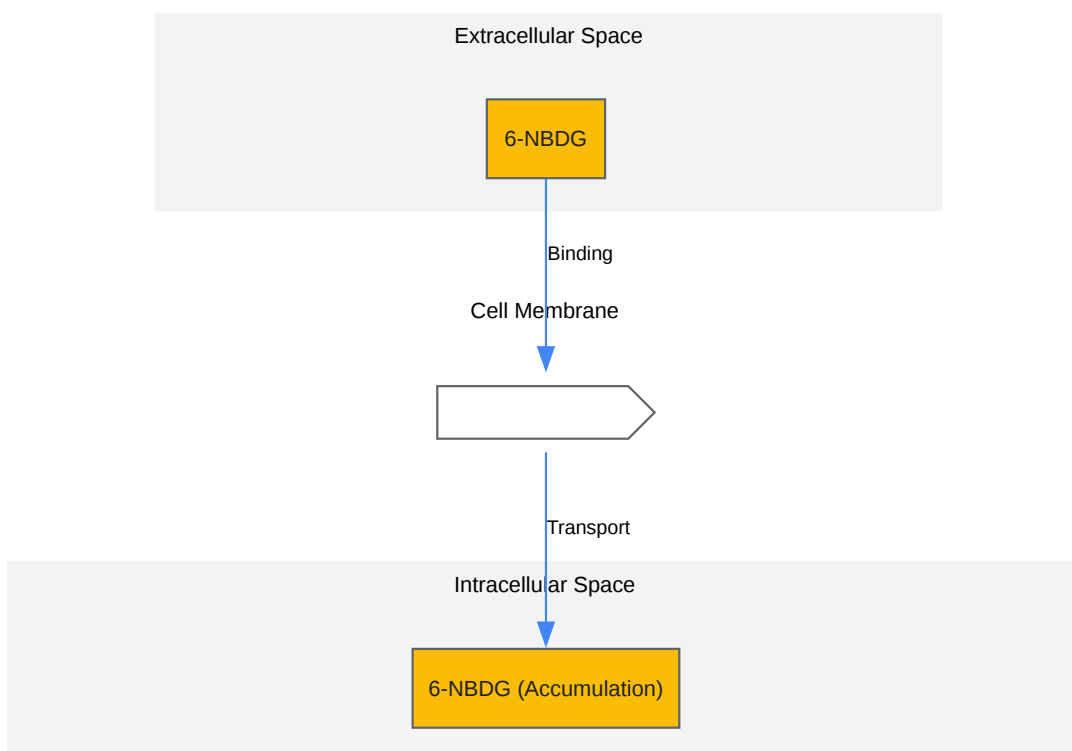 Extracellular Space
6-NBDG
Binding
Cell Membrane
Transport
Intracellular Space
6-NBDG (Accumulation)